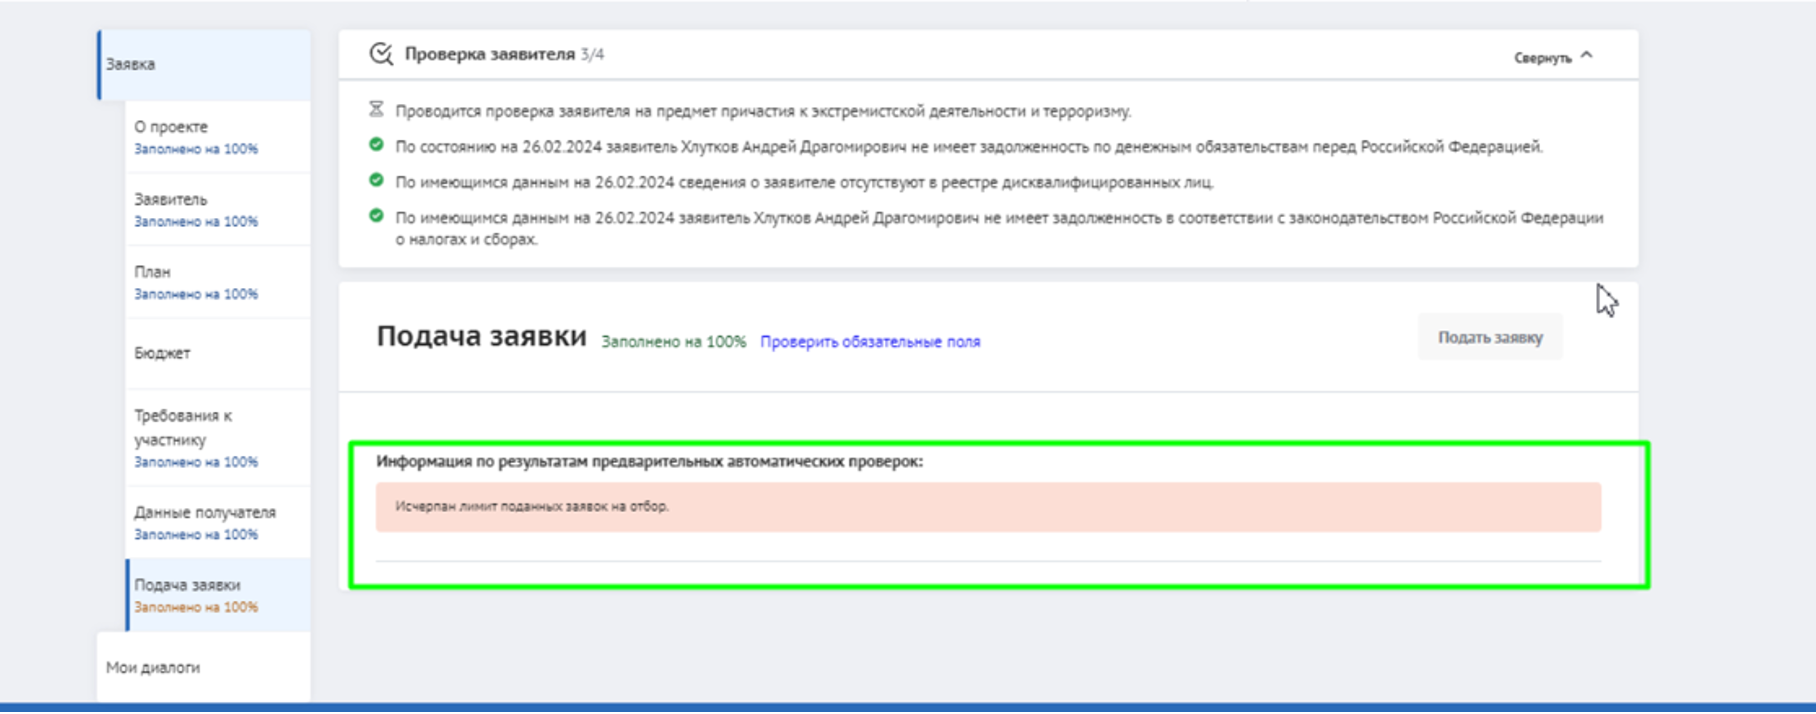 Заявка
О проекте
Заполнено на 100%
Заявитель
Заполнено на 100%
План
Заполнено на 100%
Бюджет
Требования к
участнику
Заполнено на 100%
Данные получателя
Заполнено на 100%
Подача заявки
Заполнено на 100%
Мои диалоги
Проверка заявителя 3/4
Свернуть
Проводится проверка заявителя на предмет причастия к экстремистской деятельности и терроризму.
По состоянию на 26.02.2024 заявитель Хлутков Андрей Драгомирович не имеет задолженность по денежным обязательствам перед Российской Федерацией.
По имеющимся данным на 26.02.2024 сведения о заявителе отсутствуют в реестре дисквалифицированных лиц.
По имеющимся данным на 26.02.2024 заявитель Хлутков Андрей Драгомирович не имеет задолженность в соответствии с законодательством Российской Федерации
о налогах и сборах.
Подача заявки Заполнено на 100% Проверить обязательные поля
Подать заявку
Информация по результатам предварительных автоматических проверок:
Исчерпан лимит поданных заявок на отбор.